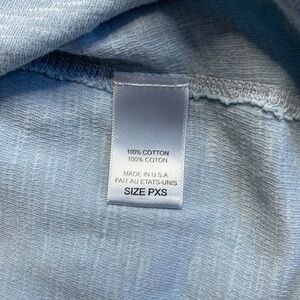 100% COTTON
100% COTON
MADE IN U.S.A
FAIT AU ETATS-UNIS
SIZE PXS